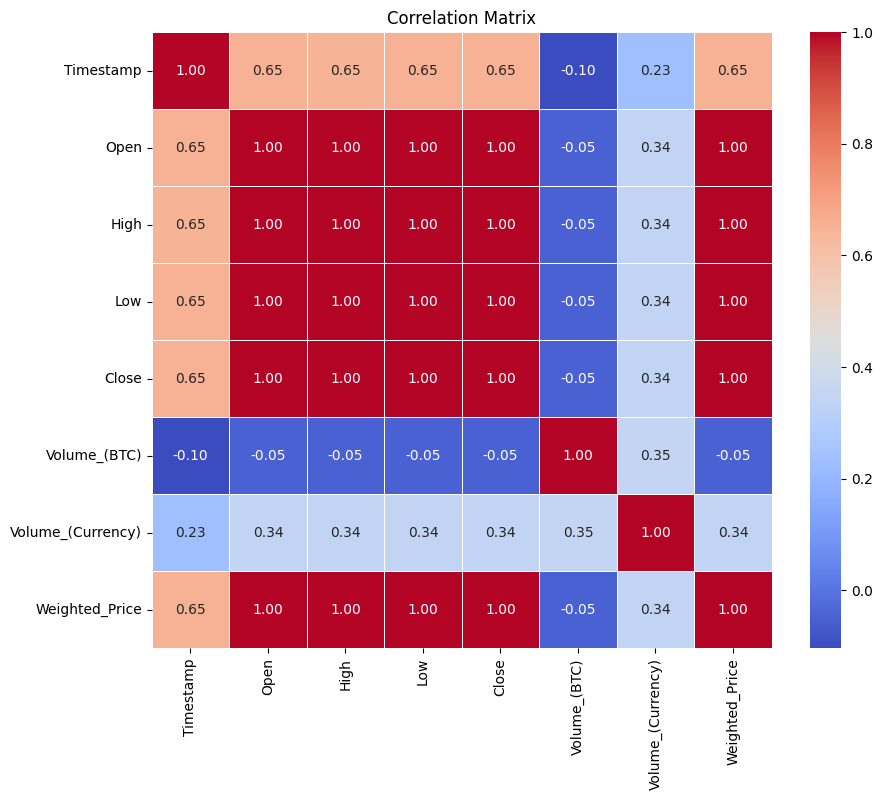 Correlation Matrix
Timestamp 1.00 0.65 0.65 0.65 0.65 -0.10 0.23 0.65
Open 0.65 1.00 1.00 1.00 1.00 -0.05 0.34 1.00
High 0.65 1.00 1.00 1.00 1.00 -0.05 0.34 1.00
Low 0.65 1.00 1.00 1.00 1.00 -0.05 0.34 1.00
Close 0.65 1.00 1.00 1.00 1.00 -0.05 0.34 1.00
Volume_(BTC) -0.10 -0.05 -0.05 -0.05 -0.05 1.00 0.35 -0.05
Volume_(Currency) 0.23 0.34 0.34 0.34 0.34 0.35 1.00 0.34
Weighted_Price 0.65 1.00 1.00 1.00 1.00 -0.05 0.34 1.00
Timestamp
Open
High
Low
Close
Volume_(BTC)
Volume_(Currency)
Weighted_Price
1.0
0.8
0.6
0.4
0.2
0.0